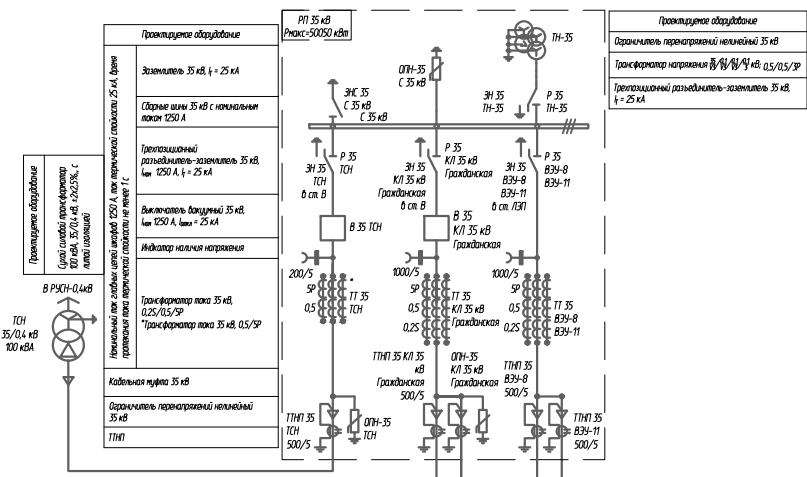 РП 35 кВ
Рмакс=50050 кВт
Проектируемое оборудование
Заземлитель 35 кВ, Iт = 25 кА
Сборные шины 35 кВ с номинальным
током 1250 А
Трехпозиционный
разъединитель-заземлитель 35 кВ,
Iном 1250 А, Iт = 25 кА
Выключатель вакуумный 35 кВ,
Iном 1250 А, Iоткл = 25 кА
Индикатор наличия напряжения
Трансформатор тока 35 кВ,
0,2S/0,5/5Р
*Трансформатор тока 35 кВ, 0,5/5Р
Кабельная муфта 35 кВ
Ограничитель перенапряжений нелинейный
35 кВ
ТТНП
Номинальный ток главных цепей шкафов 1250 А, ток термической стойкости 25 кА, время
протекания тока термической стойкости не менее 1 с
Проектируемое оборудование
Сухой силовой трансформатор
100 кВА, 35/0,4 кВ, ±2х2,5%, с
литой изоляцией
В РУСН-0,4кВ
ТСН
35/0,4 кВ
100 кВА
ЗНС 35
С 35 кВ
С 35 кВ
ОПН-35
С 35 кВ
ТН-35
ЗН 35
ТН-35
Р 35
ТН-35
Р 35
ТСН
ЗН 35
ТСН
в ст. В
Р 35
КЛ 35 кВ
Гражданская
ЗН 35
КЛ 35 кВ
Гражданская
в ст. В
Р 35
ВЭУ-8
ВЭУ-11
ЗН 35
ВЭУ-8
ВЭУ-11
в ст. ЛЭП
В 35 ТСН
В 35
КЛ 35 кВ
Гражданская
200/5
5Р
0,5
*
ТТ 35
ТСН
1000/5
5Р
0,5
0,2S
ТТ 35
КЛ 35 кВ
Гражданская
1000/5
5Р
0,5
0,2S
ТТ 35
ВЭУ-8
ВЭУ-11
ТТНП 35 КЛ 35
кВ
Гражданская
500/5
ОПН-35
КЛ 35 кВ
Гражданская
ТТНП 35
ВЭУ-8
500/5
ТТНП 35
ТСН
500/5
ОПН-35
ТСН
ТТНП 35
ВЭУ-11
500/5
Проектируемое оборудование
Ограничитель перенапряжений нелинейный 35 кВ
Трансформатор напряжения кВ; 0,5/0,5/3Р
Трехпозиционный разъединитель-заземлитель 35 кВ,
Iт = 25 кА